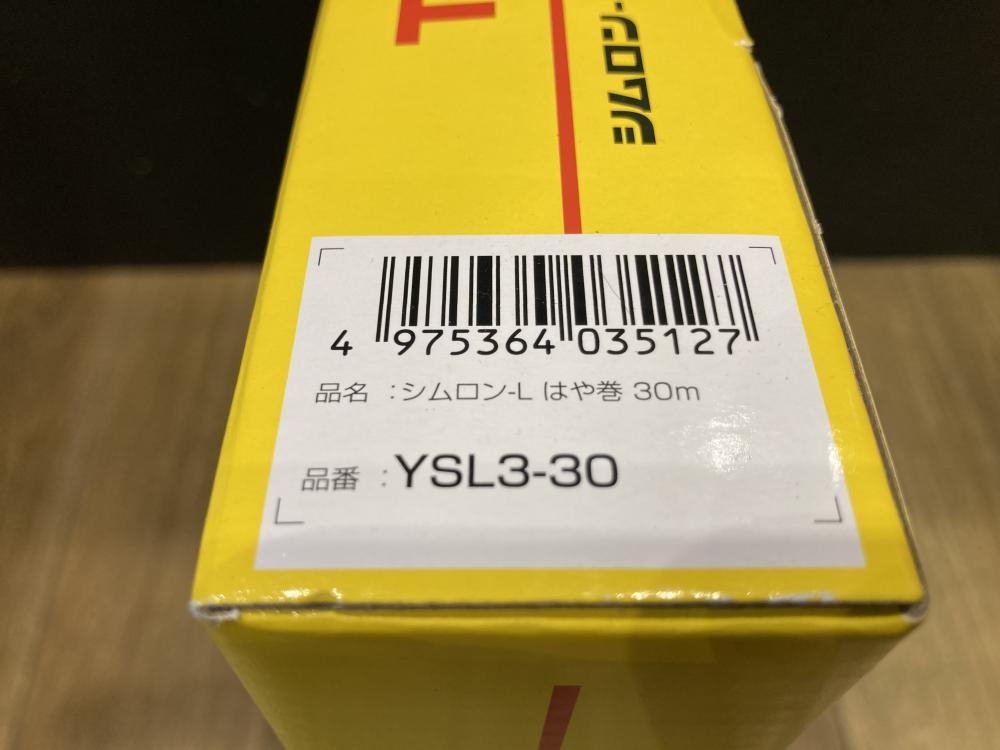 シムロン-
4 975364 035127
品名 :シムロン-L はや巻 30m
品番 : YSL3-30